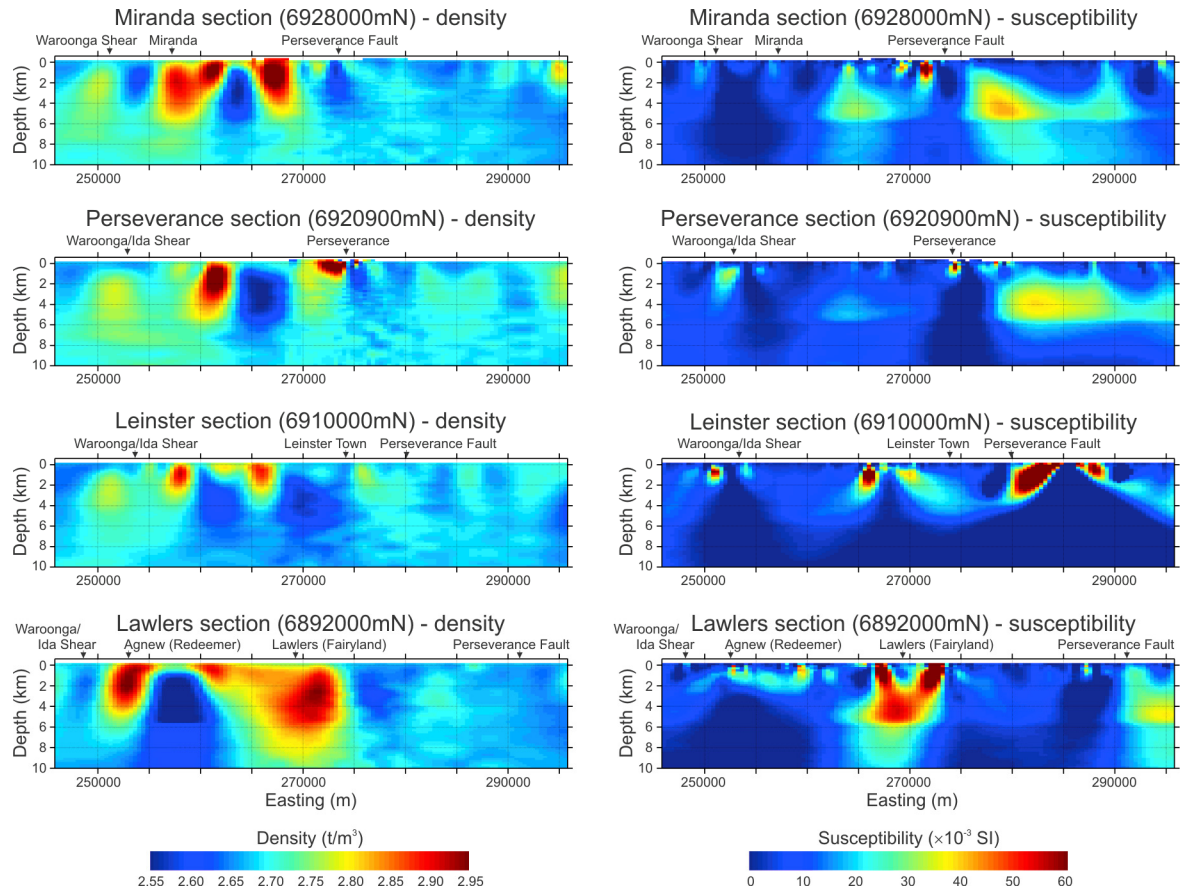 Miranda section (6928000mN) - density
Waroonga Shear Miranda Perseverance Fault
Depth (km)
0
2
4
6
8
10
250000 270000 290000
Miranda section (6928000mN) - susceptibility
Waroonga Shear Miranda Perseverance Fault
Depth (km)
0
2
4
6
8
10
250000 270000 290000
Perseverance section (6920900mN) - density
Waroonga/Ida Shear Perseverance
Depth (km)
0
2
4
6
8
10
250000 270000 290000
Perseverance section (6920900mN) - susceptibility
Waroonga/Ida Shear Perseverance
Depth (km)
0
2
4
6
8
10
250000 270000 290000
Leinster section (6910000mN) - density
Waroonga/Ida Shear Leinster Town Perseverance Fault
Depth (km)
0
2
4
6
8
10
250000 270000 290000
Leinster section (6910000mN) - susceptibility
Waroonga/Ida Shear Leinster Town Perseverance Fault
Depth (km)
0
2
4
6
8
10
250000 270000 290000
Lawlers section (6892000mN) - density
Waroonga/
Ida Shear Agnew (Redeemer) Lawlers (Fairyland) Perseverance Fault
Depth (km)
0
2
4
6
8
10
250000 270000 290000
Easting (m)
Lawlers section (6892000mN) - susceptibility
Waroonga/
Ida Shear Agnew (Redeemer) Lawlers (Fairyland) Perseverance Fault
Depth (km)
0
2
4
6
8
10
250000 270000 290000
Easting (m)
Density (t/m³)
2.55 2.60 2.65 2.70 2.75 2.80 2.85 2.90 2.95
Susceptibility (×10⁻³ SI)
0 10 20 30 40 50 60